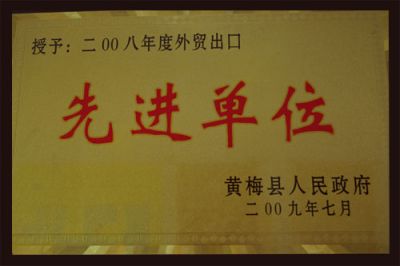 授予：二00八年度外贸出口
先进单位
黄梅县人民政府
二00九年七月